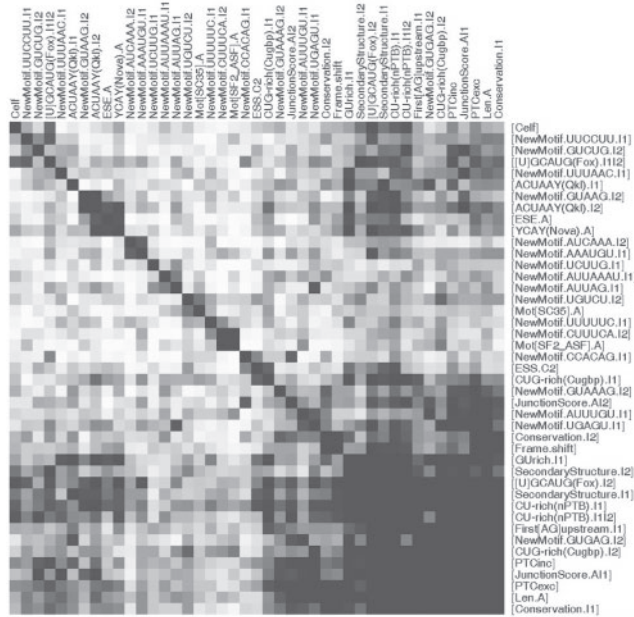 Celf
NewMotif.UUCCUU.I1
NewMotif.GUCUG.I2
[U]GCAUG(Fox).I1I2
NewMotif.UUUAAC.I1
ACUAAY(Qkl).I1
NewMotif.GUAAG.I2
ACUAAY(Qkl).I2
ESE.A
YCAY(Nova).A
NewMotif.AUCAAA.I2
NewMotif.AAAUGU.I1
NewMotif.UCUUG.I1
NewMotif.AUUAAAU.I1
NewMotif.AUUAG.I1
NewMotif.UGUCU.I2
Mot[SC35].A
NewMotif.UUUUUC.I1
NewMotif.CUUUCA.I2
Mot[SF2_ASF].A
NewMotif.CCACAG.I1
ESS.C2
CUG-rich(Cugbp).I1
NewMotif.GUAAAG.I2
JunctionScore.AI2
NewMotif.AUUUGU.I1
NewMotif.UGAGU.I1
Conservation.I2
Frame.shift
GUrich.I1
SecondaryStructure.I2
[U]GCAUG(Fox).I2
SecondaryStructure.I1
CU-rich(nPTB).I1
CU-rich(nPTB).I1I2
First[AG]upstream.I1
NewMotif.GUGAG.I2
CUG-rich(Cugbp).I2
PTCinc
JunctionScore.AI1
PTCexc
Len.A
Conservation.I1
[Celf]
[NewMotif.UUCCUU.I1]
[NewMotif.GUCUG.I2]
[[U]GCAUG(Fox).I1I2
[NewMotif.UUUAAC.I1]
[ACUAAY(Qkl).I1]
[NewMotif.GUAAG.I2]
[ACUAAY(Qkl).I2]
[ESE.A]
[YCAY(Nova).A]
[NewMotif.AUCAAA.I2]
[NewMotif.AAAUGU.I1]
[NewMotif.UCUUG.I1]
[NewMotif.AUUAAAU.I1
[NewMotif.AUUAG.I1]
[NewMotif.UGUCU.I2]
[Mot[SC35].A]
[NewMotif.UUUUUC.I1]
[NewMotif.CUUUCA.I2]
[Mot[SF2_ASF].A]
[NewMotif.CCACAG.I1]
[ESS.C2]
[CUG-rich(Cugbp).I1]
[NewMotif.GUAAAG.I2]
[JunctionScore.AI2]
[NewMotif.AUUUGU.I1]
[NewMotif.UGAGU.I1]
[Conservation.I2]
[Frame.shift]
[GUrich.I1]
[SecondaryStructure.I2]
[[U]GCAUG(Fox).I2]
[SecondaryStructure.I1]
[CU-rich(nPTB).I1]
[CU-rich(nPTB).I1I2]
[First[AG]upstream.I1]
[NewMotif.GUGAG.I2]
[CUG-rich(Cugbp).I2]
[PTCinc]
[JunctionScore.AI1]
[PTCexc]
[Len.A]
[Conservation.I1]